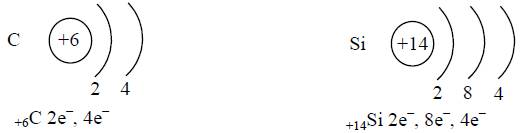 C +6 Si +14
2 4 2 8 4
₊₆C 2e⁻, 4e⁻ ₊₁₄Si 2e⁻, 8e⁻, 4e⁻